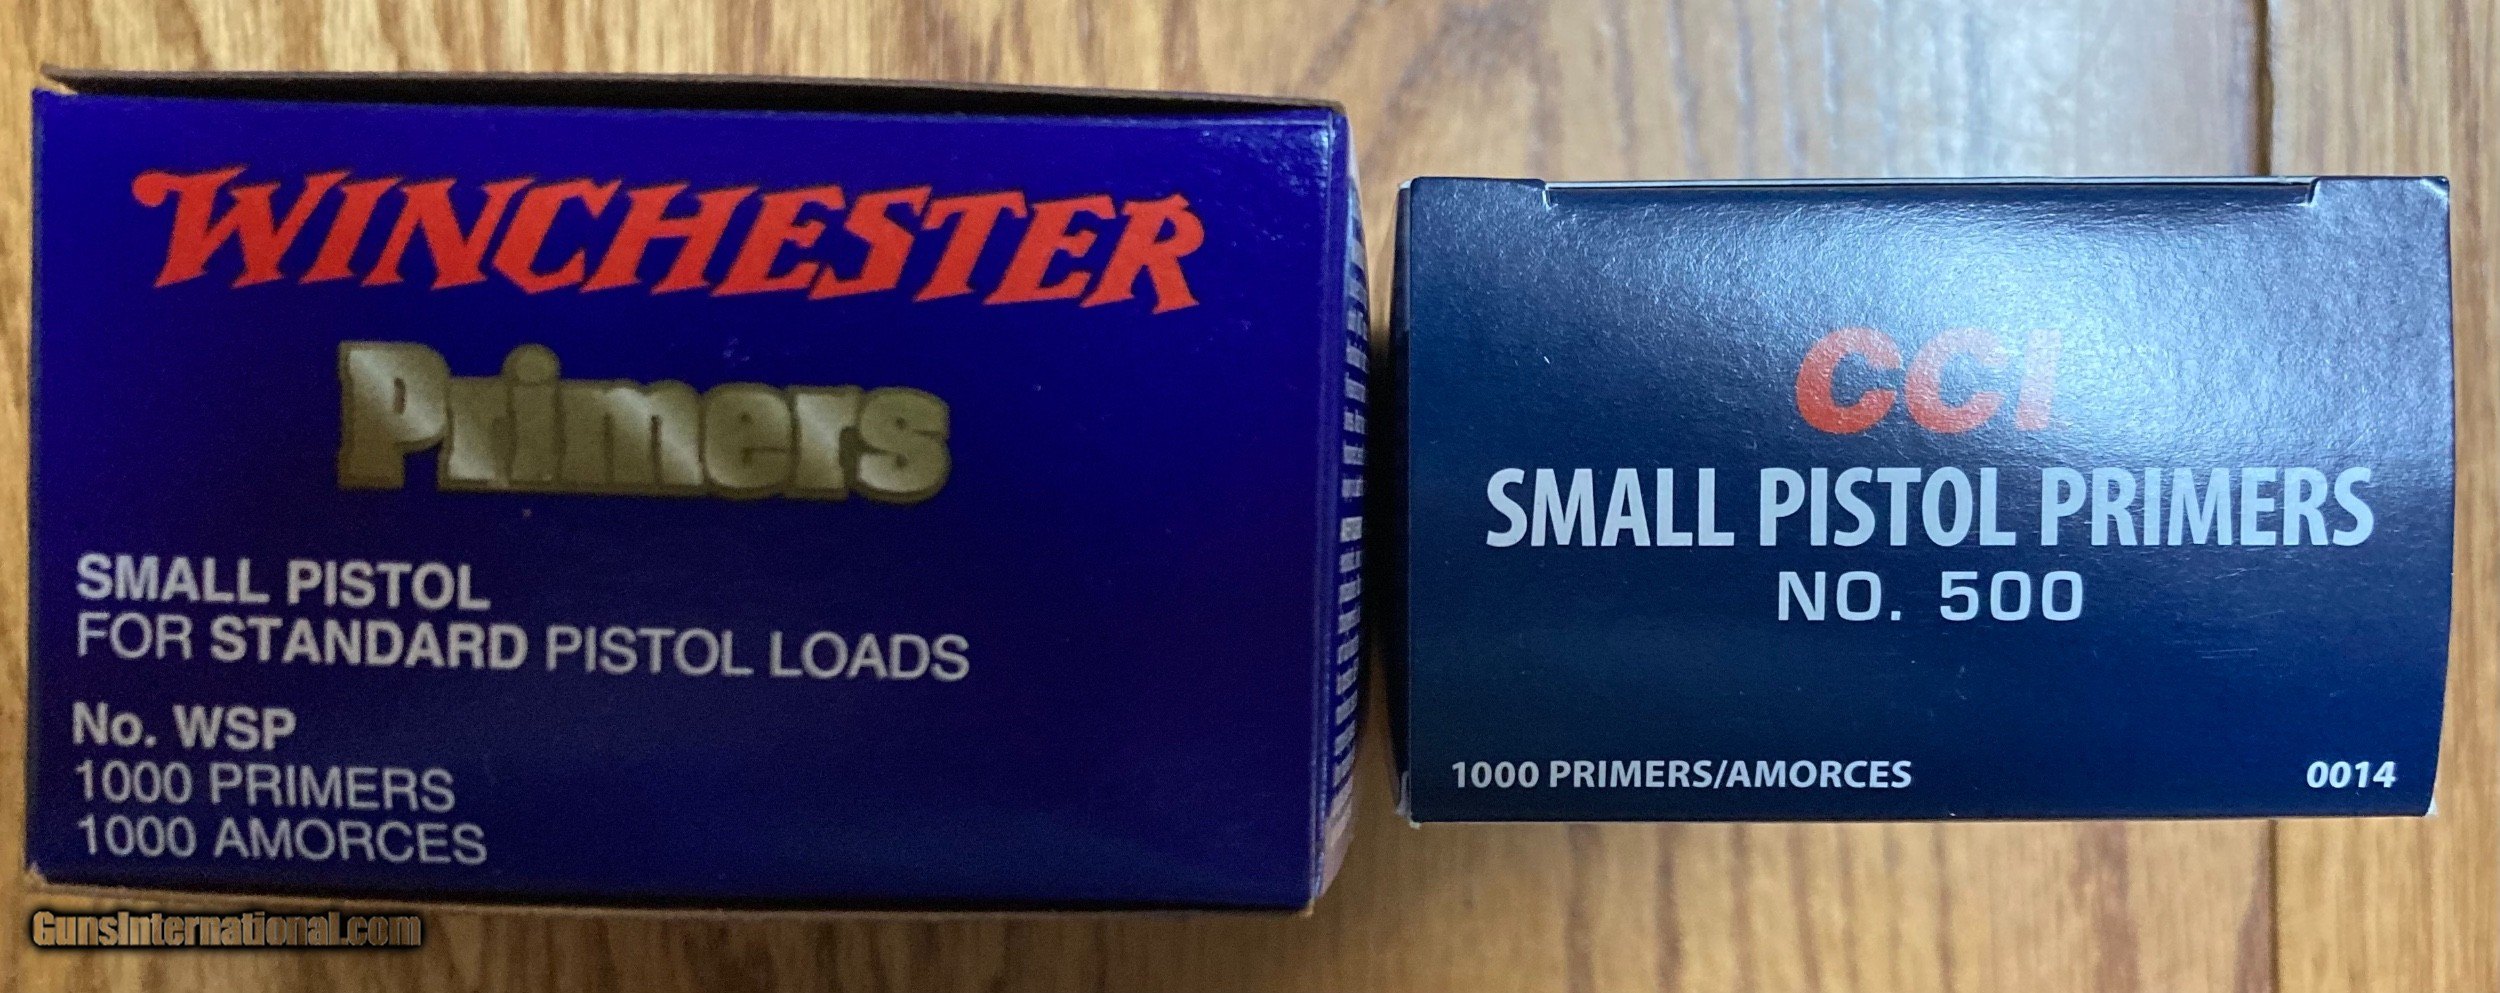 WINCHESTER
Primers
SMALL PISTOL
FOR STANDARD PISTOL LOADS
No. WSP
1000 PRIMERS
1000 AMORCES
CCI
SMALL PISTOL PRIMERS
NO. 500
1000 PRIMERS/AMORCES
0014
GunsInternational.com